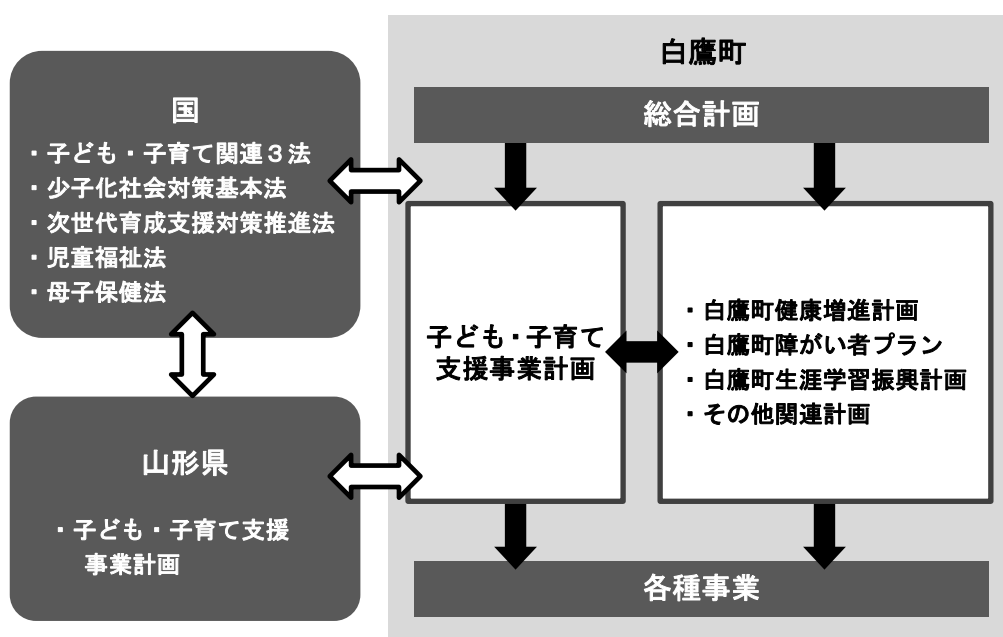 白鷹町
総合計画
国
・子ども・子育て関連３法
・少子化社会対策基本法
・次世代育成支援対策推進法
・児童福祉法
・母子保健法
子ども・子育て
支援事業計画
・白鷹町健康増進計画
・白鷹町障がい者プラン
・白鷹町生涯学習振興計画
・その他関連計画
山形県
・子ども・子育て支援
事業計画
各種事業